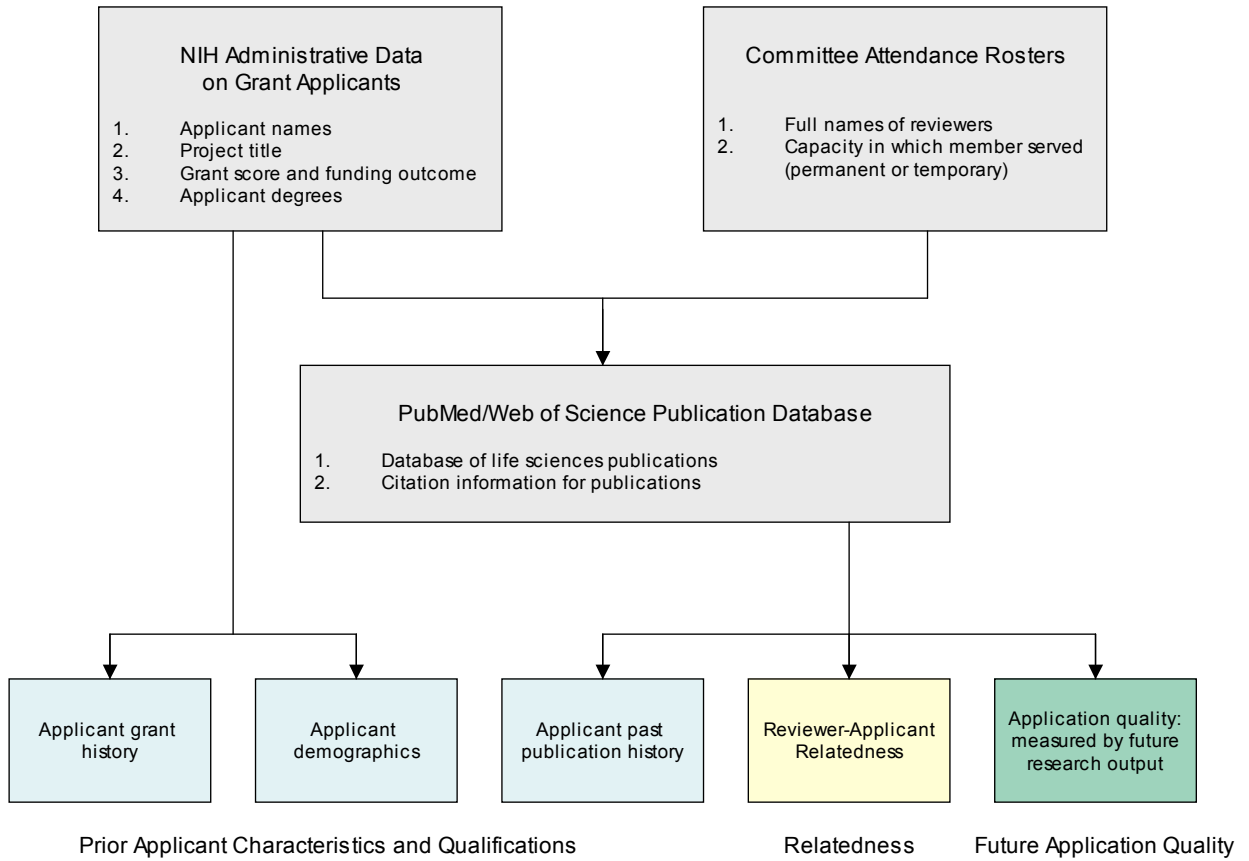 NIH Administrative Data
on Grant Applicants
1. Applicant names
2. Project title
3. Grant score and funding outcome
4. Applicant degrees
Committee Attendance Rosters
1. Full names of reviewers
2. Capacity in which member served
(permanent or temporary)
PubMed/Web of Science Publication Database
1. Database of life sciences publications
2. Citation information for publications
Applicant grant
history
Applicant
demographics
Applicant past
publication history
Reviewer-Applicant
Relatedness
Application quality:
measured by future
research output
Prior Applicant Characteristics and Qualifications
Relatedness
Future Application Quality